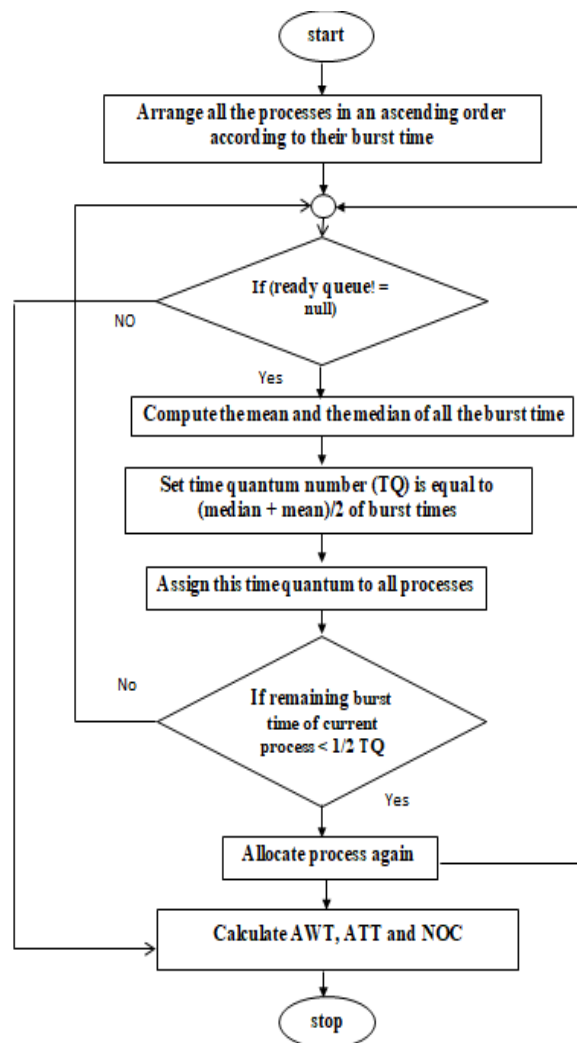 start
Arrange all the processes in an ascending order
according to their burst time
If (ready queue! =
null)
NO
Yes
Compute the mean and the median of all the burst time
Set time quantum number (TQ) is equal to
(median + mean)/2 of burst times
Assign this time quantum to all processes
No
If remaining burst
time of current
process < 1/2 TQ
Yes
Allocate process again
Calculate AWT, ATT and NOC
stop